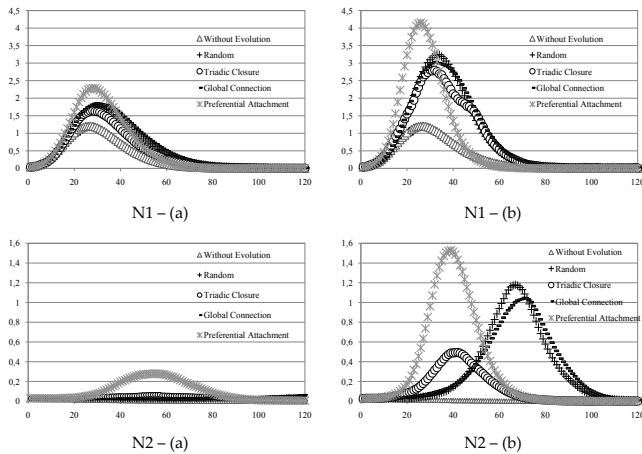 4,5
4
3,5
3
2,5
2
1,5
1
0,5
0
Without Evolution
Random
Triadic Closure
Global Connection
Preferential Attachment
0 20 40 60 80 100 120
N1 – (a)
4,5
4
3,5
3
2,5
2
1,5
1
0,5
0
Without Evolution
Random
Triadic Closure
Global Connection
Preferential Attachment
0 20 40 60 80 100 120
N1 – (b)
1,6
1,4
1,2
1
0,8
0,6
0,4
0,2
0
Without Evolution
Random
Triadic Closure
Global Connection
Preferential Attachment
0 20 40 60 80 100 120
N2 – (a)
1,6
1,4
1,2
1
0,8
0,6
0,4
0,2
0
Without Evolution
Random
Triadic Closure
Global Connection
Preferential Attachment
0 20 40 60 80 100 120
N2 – (b)